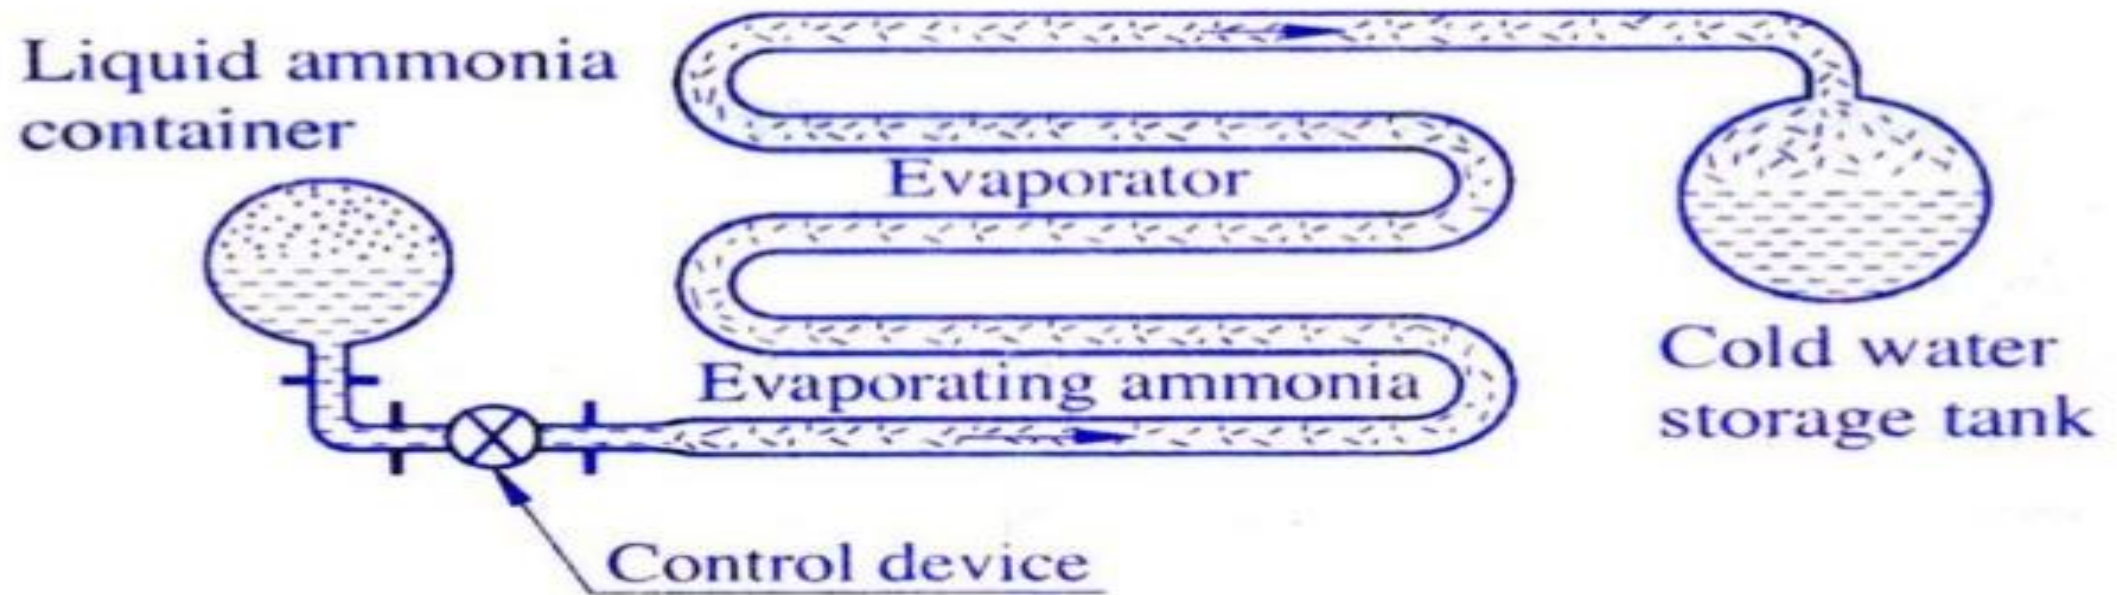 Liquid ammonia
container
Evaporator
Evaporating ammonia
Cold water
storage tank
Control device